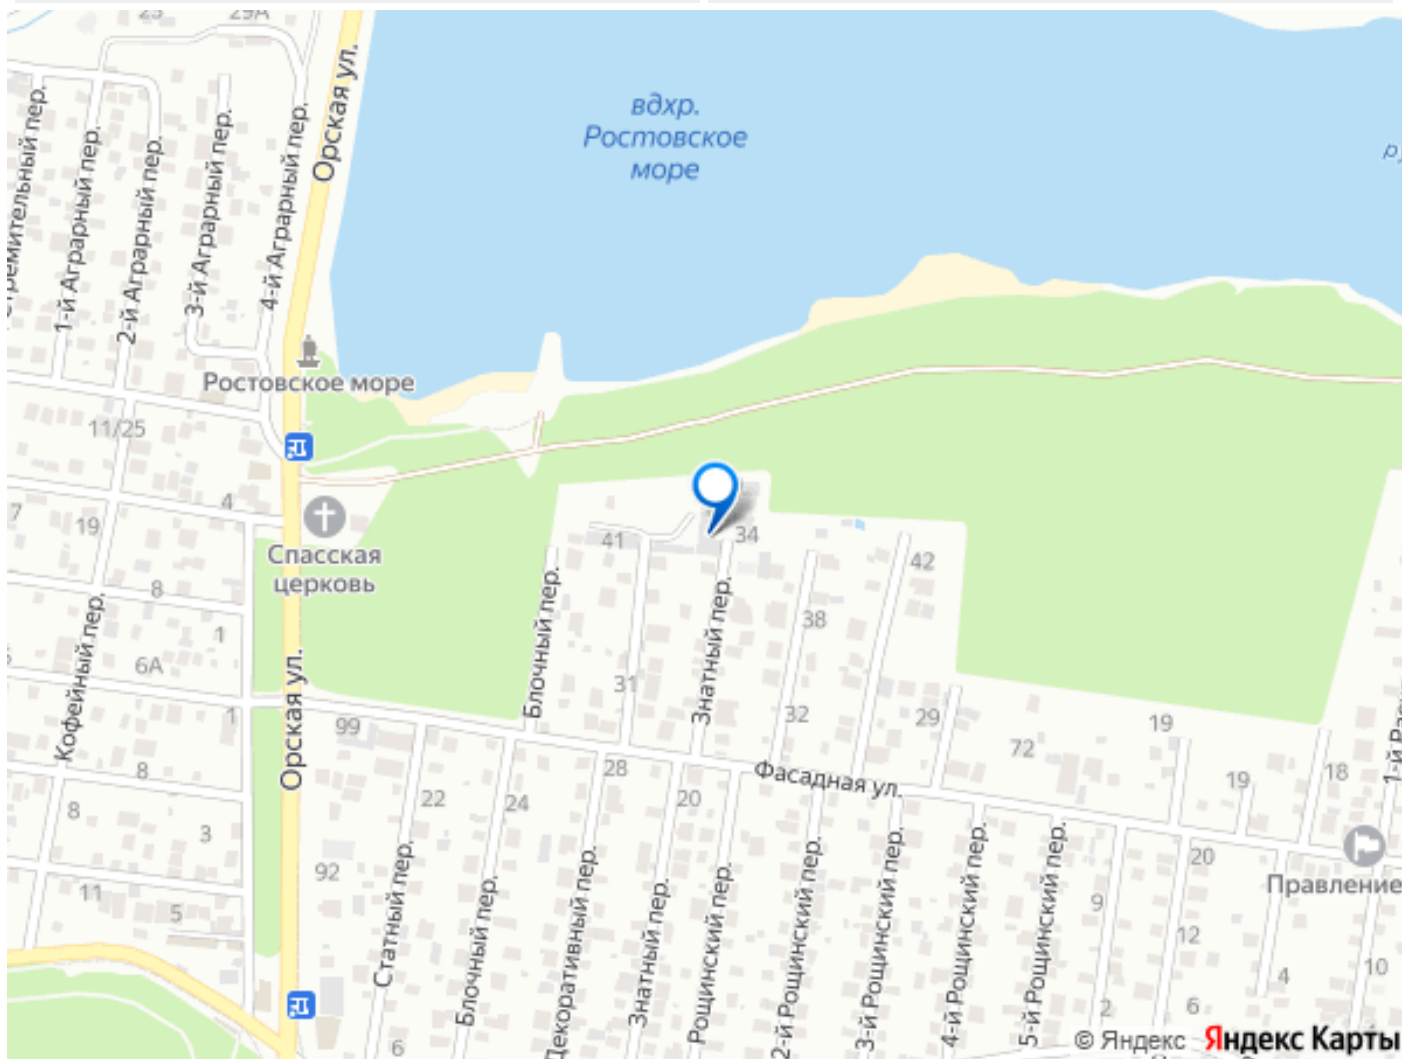 29А
Орская ул.
вдхр.
Ростовское
море
1-й Аграрный пер.
2-й Аграрный пер.
3-й Аграрный пер.
4-й Аграрный пер.
Ростовское море
11/25
7
19
4
Спасская
церковь
41
34
42
8
1
6А
1
Кофейный пер.
Орская ул.
Блочный пер.
31
Знатный пер.
38
32
29
72
19
19
18
99
28
Фасадная ул.
8
8
3
11
5
22
24
20
92
Статный пер.
Блочный пер.
Декоративный пер.
Знатный пер.
Рощинский пер.
2-й Рощинский пер.
3-й Рощинский пер.
4-й Рощинский пер.
5-й Рощинский пер.
20
Правление
9
12
10
4
2
6
6
© Яндекс Яндекс Карты